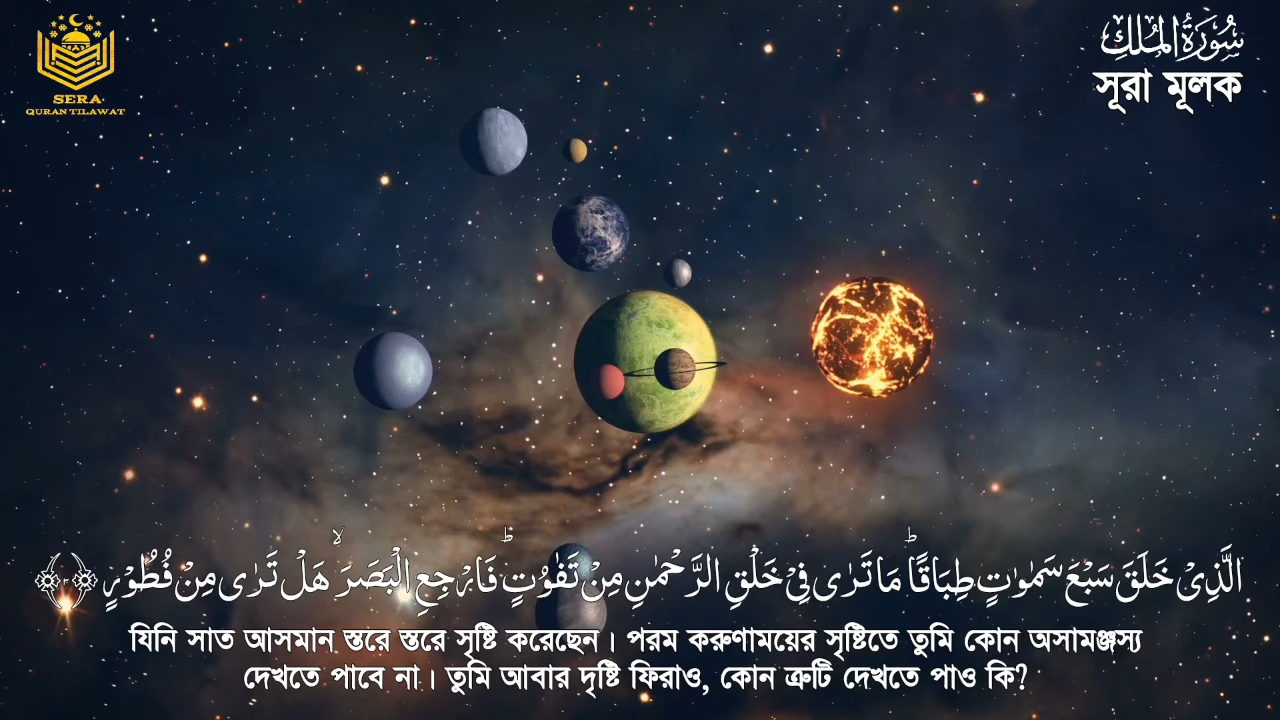 SERA
QURAN TILAWAT
سُوْرَةُ الْمُلْكِ
সূরা মূলক
الَّذِىْ خَلَقَ سَبْعَ سَمٰوٰتٍ طِبَاقًاؕ مَا تَرٰى فِىْ خَلْقِ الرَّحْمٰنِ مِنْ تَفٰوُتٍؕ فَارْجِعِ الْبَصَرَۙ هَلْ تَرٰى مِنْ فُطُوْرٍ
যিনি সাত আসমান স্তরে স্তরে সৃষ্টি করেছেন। পরম করুণাময়ের সৃষ্টিতে তুমি কোন অসামঞ্জস্য
দেখতে পাবে না। তুমি আবার দৃষ্টি ফিরাও, কোন ত্রুটি দেখতে পাও কি?